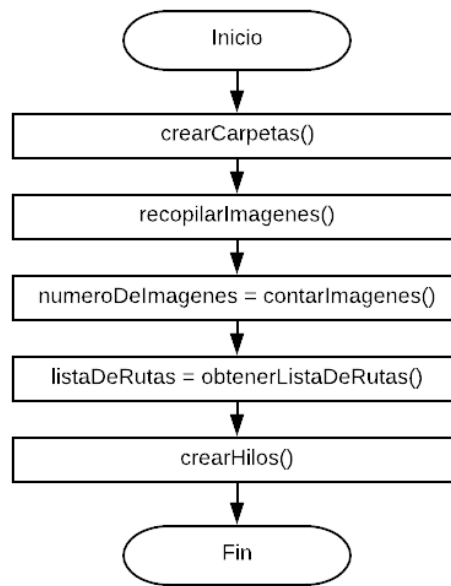 Inicio
crearCarpetas()
recopilarImagenes()
numeroDeImagenes = contarImagenes()
listaDeRutas = obtenerListaDeRutas()
crearHilos()
Fin